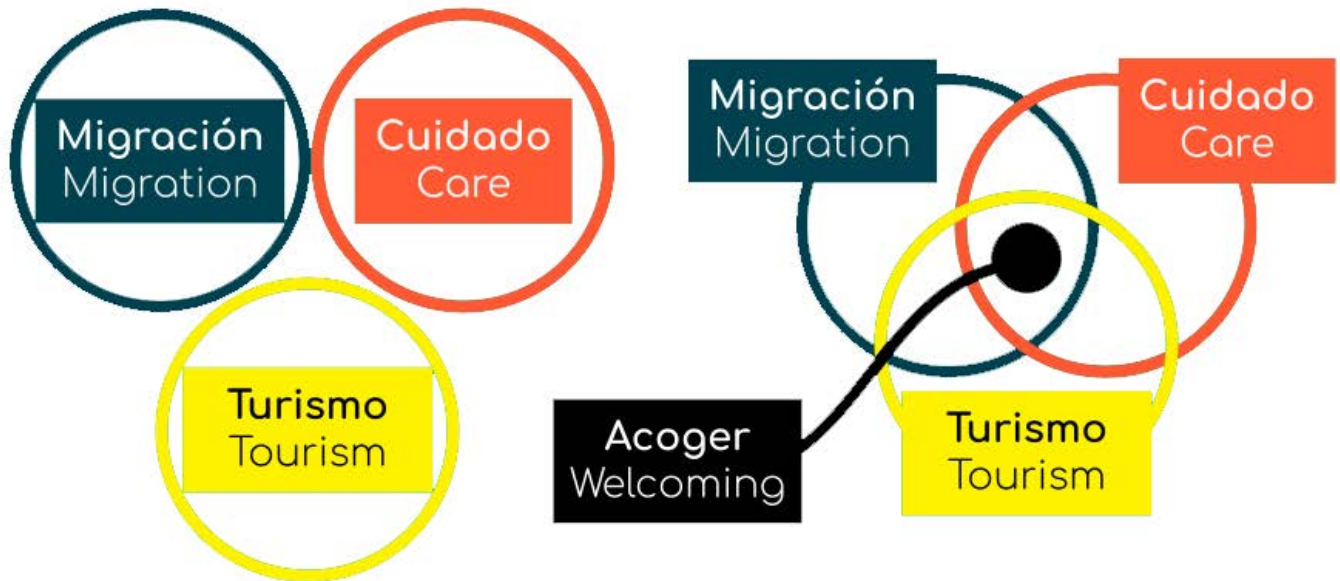 Migración
Migration
Cuidado
Care
Turismo
Tourism
Migración
Migration
Cuidado
Care
Acoger
Welcoming
Turismo
Tourism